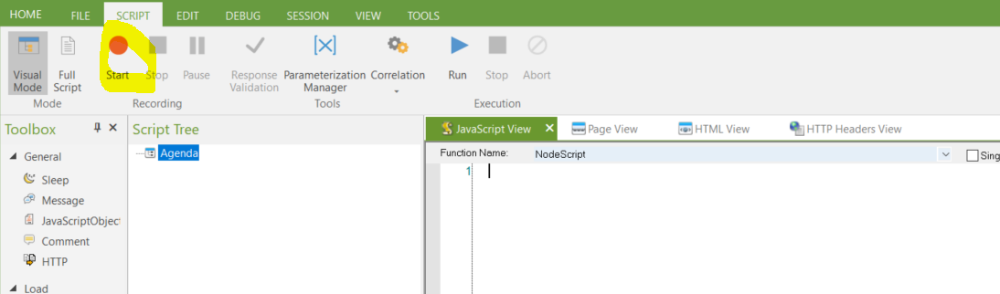 HOME FILE SCRIPT EDIT DEBUG SESSION VIEW TOOLS
Visual Mode
Full Script
Start
Stop
Pause
Response Validation
Parameterization Manager
Correlation
Run
Stop
Abort
Mode
Recording
Tools
Execution
Toolbox
General
Sleep
Message
JavaScriptObject
Comment
HTTP
Load
Script Tree
Agenda
JavaScript View
Page View
HTML View
HTTP Headers View
Function Name: NodeScript
Sing
1